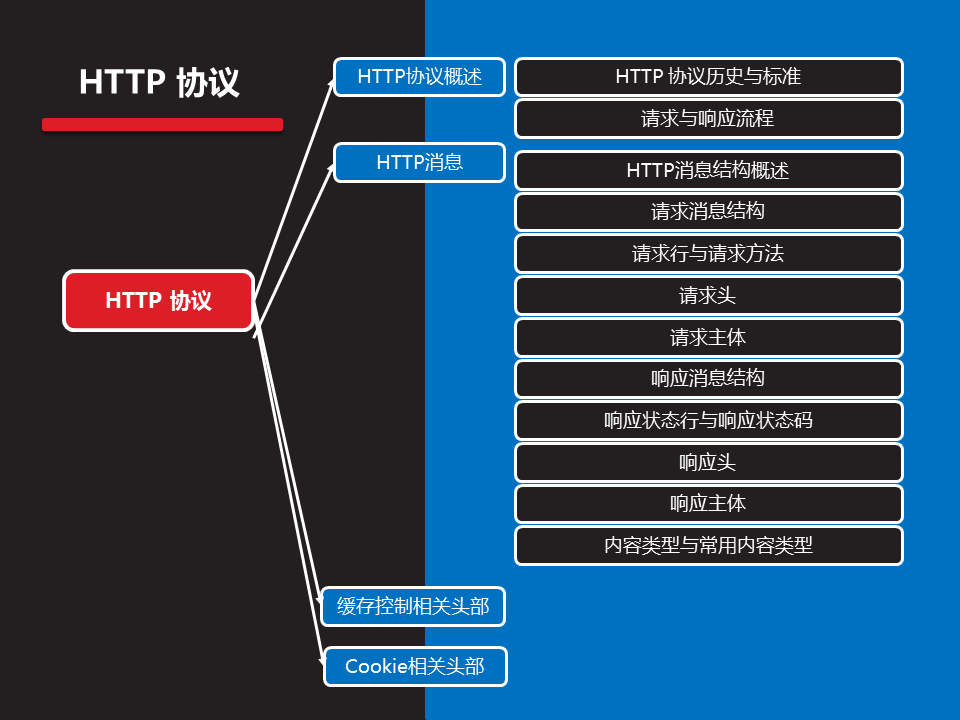 HTTP 协议
HTTP 协议
HTTP协议概述
HTTP 协议历史与标准
请求与响应流程
HTTP消息
HTTP消息结构概述
请求消息结构
请求行与请求方法
请求头
请求主体
响应消息结构
响应状态行与响应状态码
响应头
响应主体
内容类型与常用内容类型
缓存控制相关头部
Cookie相关头部